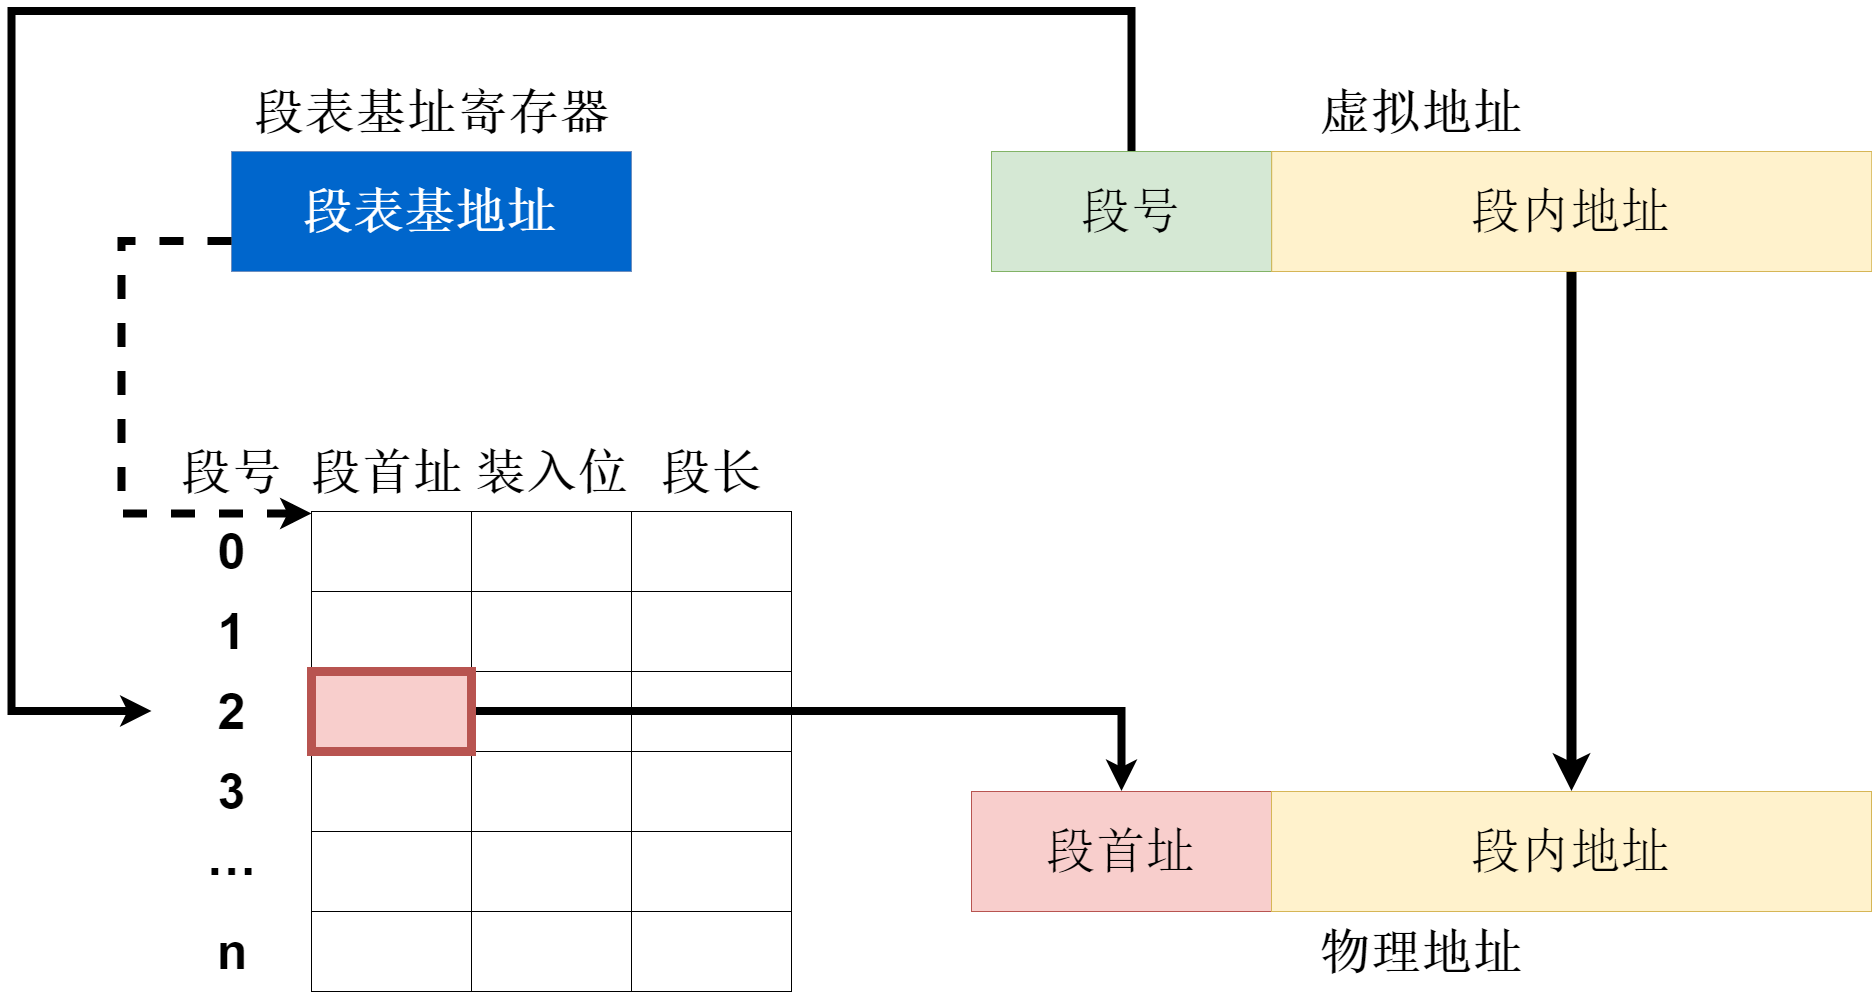 段表基址寄存器
虚拟地址
段表基地址
段号 段内地址
段号 段首址 装入位 段长
0
1
2
3
...
n
段首址 段内地址
物理地址